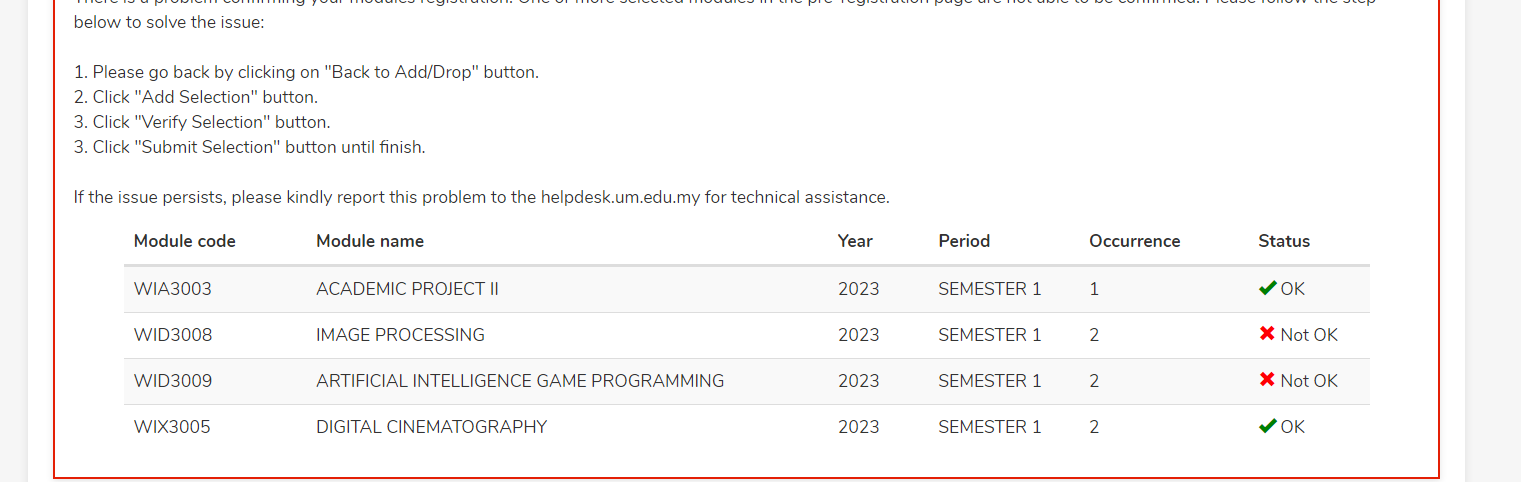 There is a problem confirming your modules registration. One or more selected modules in the pre-registration page are not able to be confirmed. Please follow the step
below to solve the issue:
1. Please go back by clicking on "Back to Add/Drop" button.
2. Click "Add Selection" button.
3. Click "Verify Selection" button.
3. Click "Submit Selection" button until finish.
If the issue persists, please kindly report this problem to the helpdesk.um.edu.my for technical assistance.
Module code Module name Year Period Occurrence Status
WIA3003 ACADEMIC PROJECT II 2023 SEMESTER 1 1 OK
WID3008 IMAGE PROCESSING 2023 SEMESTER 1 2 Not OK
WID3009 ARTIFICIAL INTELLIGENCE GAME PROGRAMMING 2023 SEMESTER 1 2 Not OK
WIX3005 DIGITAL CINEMATOGRAPHY 2023 SEMESTER 1 2 OK